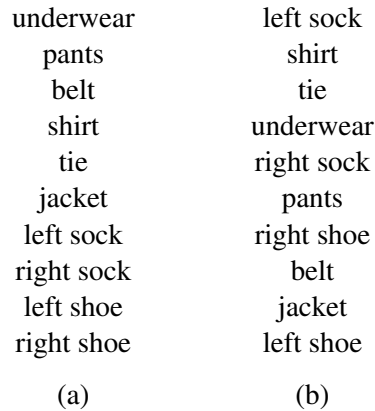 underwear
pants
belt
shirt
tie
jacket
left sock
right sock
left shoe
right shoe
(a)
left sock
shirt
tie
underwear
right sock
pants
right shoe
belt
jacket
left shoe
(b)